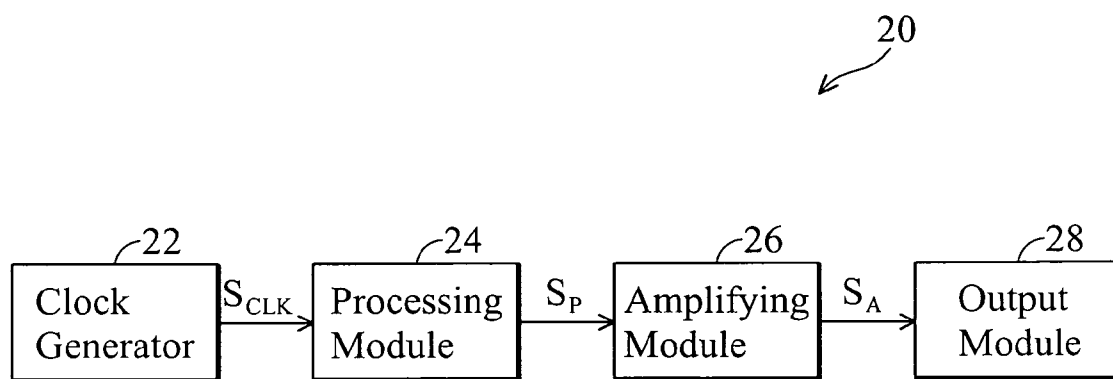 20
22
24
26
28
Clock
Generator
S_CLK
Processing
Module
S_P
Amplifying
Module
S_A
Output
Module